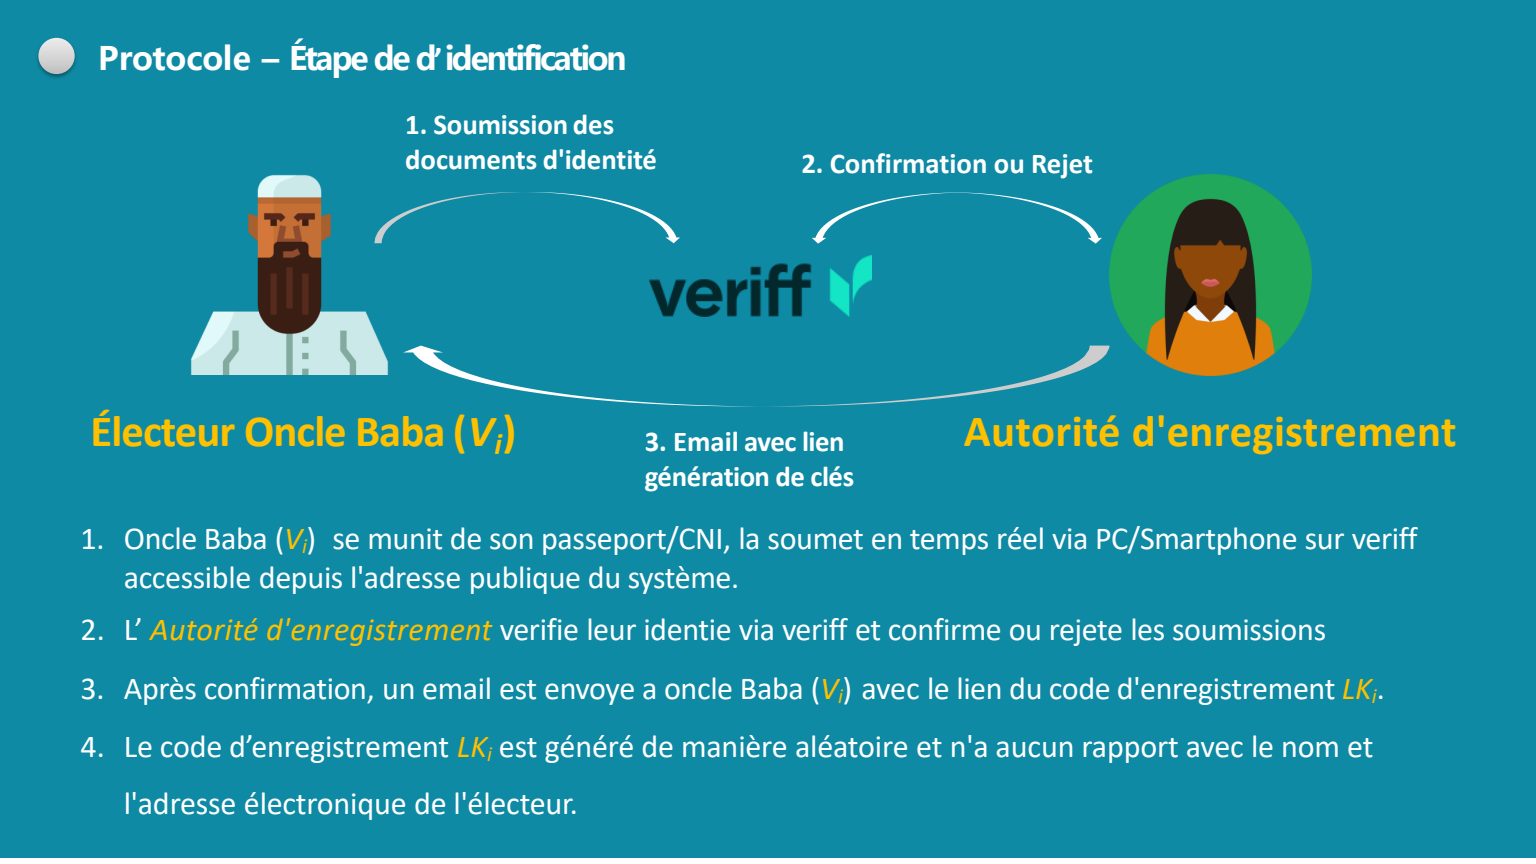 Protocole – Étape de d’ identification
1. Soumission des
documents d'identité
2. Confirmation ou Rejet
veriff
Électeur Oncle Baba (Vi)
Autorité d'enregistrement
3. Email avec lien
génération de clés
1. Oncle Baba (Vi) se munit de son passeport/CNI, la soumet en temps réel via PC/Smartphone sur veriff
accessible depuis l'adresse publique du système.
2. L’ Autorité d'enregistrement verifie leur identie via veriff et confirme ou rejete les soumissions
3. Après confirmation, un email est envoye a oncle Baba (Vi) avec le lien du code d'enregistrement LKi.
4. Le code d’enregistrement LKi est généré de manière aléatoire et n'a aucun rapport avec le nom et
l'adresse électronique de l'électeur.